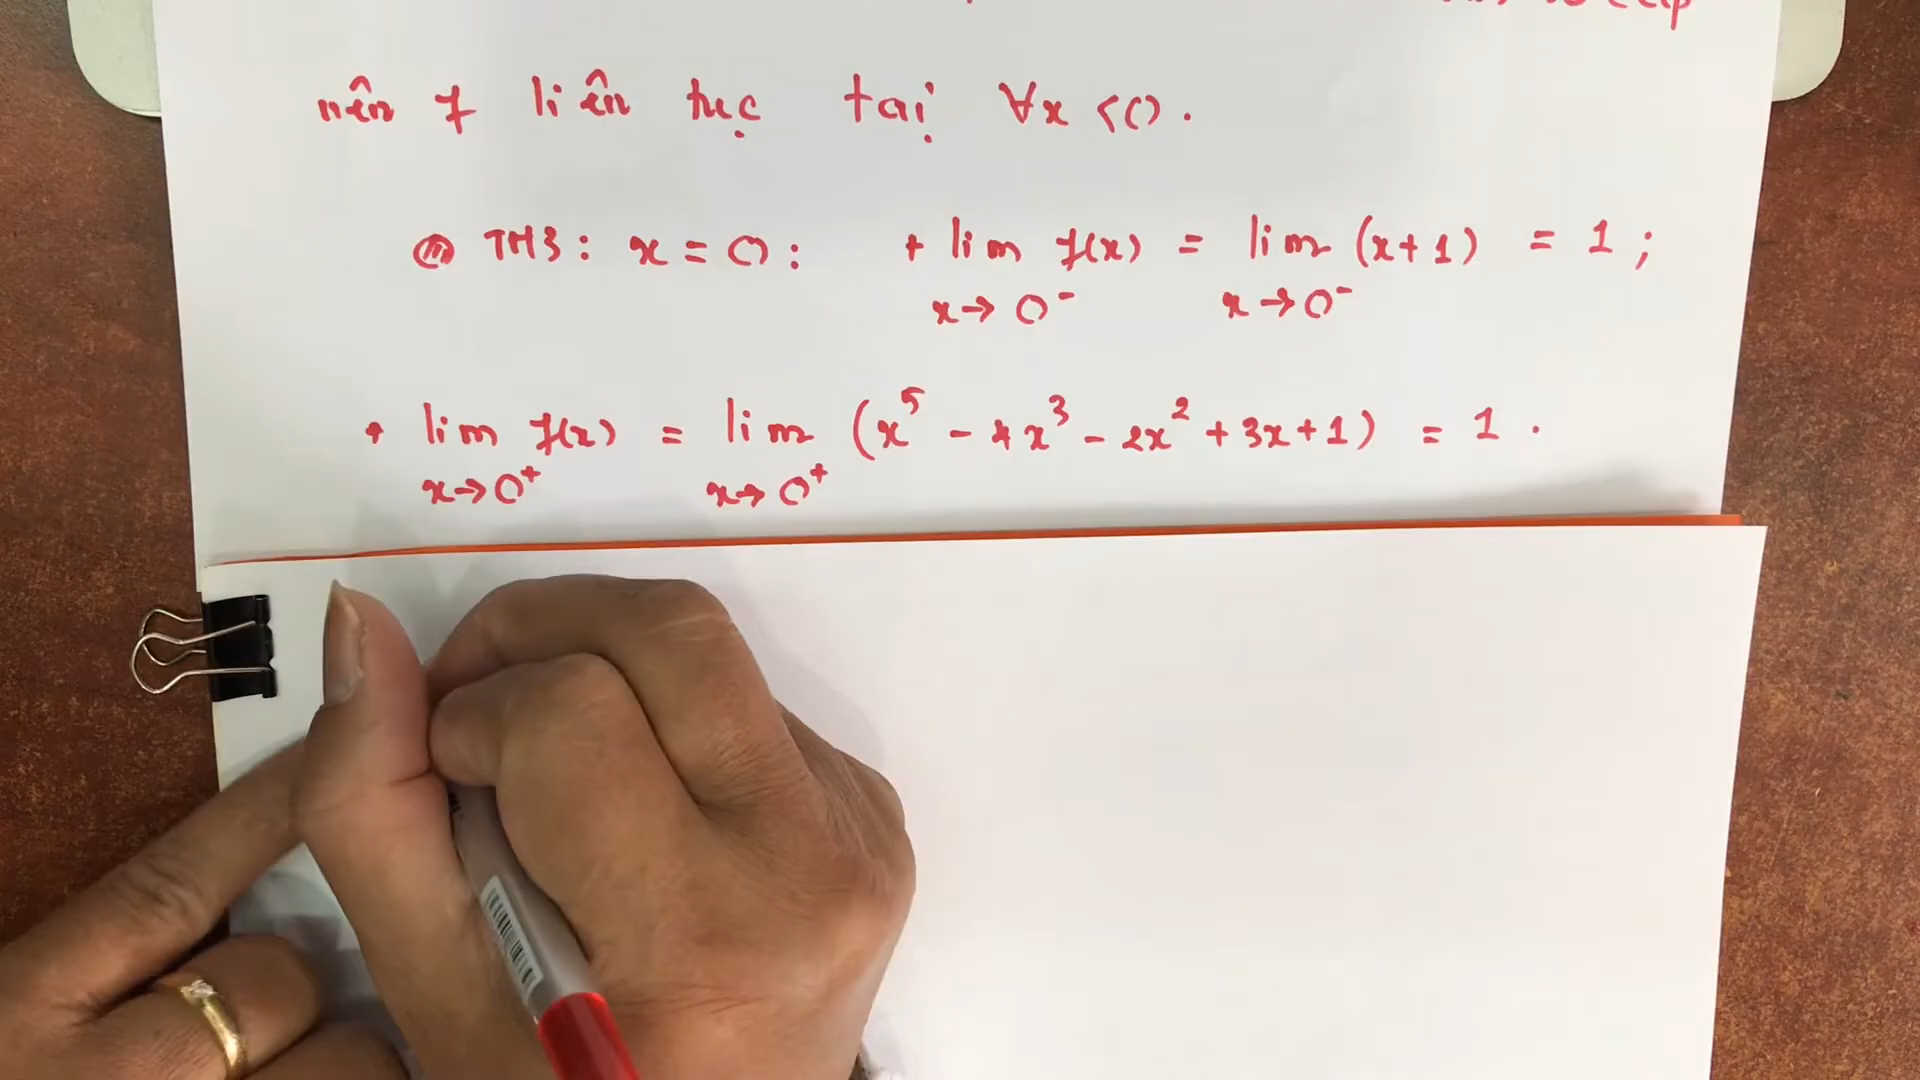 nên f liên tục tại ∀x <0.
TH3: x = 0: + lim f(x) = lim (x+1) = 1;
x→0⁻ x→0⁻
+ lim f(x) = lim (x⁵ - 4x³ - 2x² + 3x + 1) = 1.
x→0⁺ x→0⁺